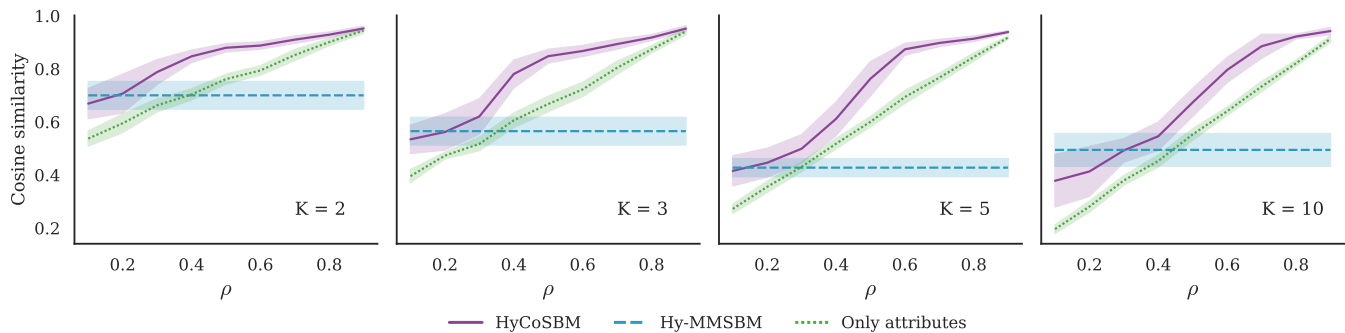 Cosine similarity
1.0
0.8
0.6
0.4
0.2
K = 2
K = 3
K = 5
K = 10
0.2 0.4 0.6 0.8
0.2 0.4 0.6 0.8
0.2 0.4 0.6 0.8
0.2 0.4 0.6 0.8
ρ
ρ
ρ
ρ
HyCoSBM
Hy-MMSBM
Only attributes